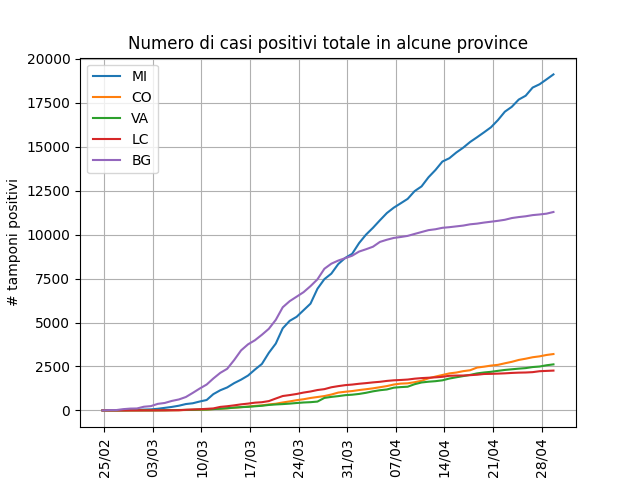 Numero di casi positivi totale in alcune province
# tamponi positivi
20000
17500
15000
12500
10000
7500
5000
2500
0
MI
CO
VA
LC
BG
25/02
03/03
10/03
17/03
24/03
31/03
07/04
14/04
21/04
28/04